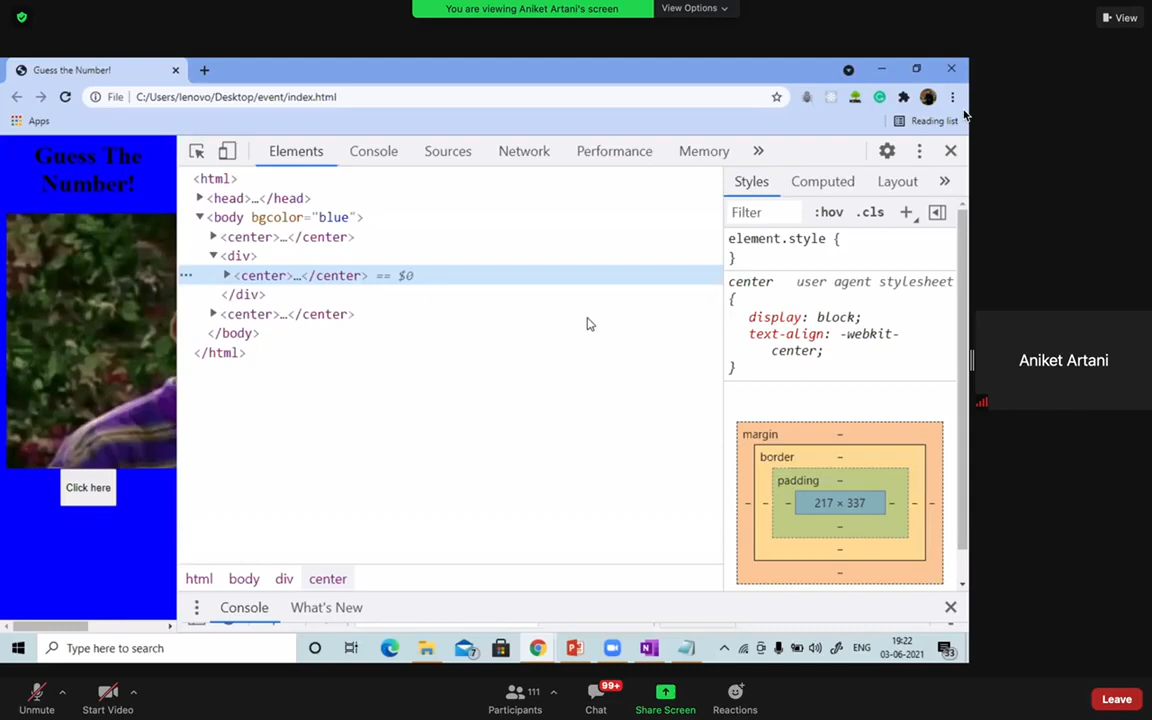 You are viewing Aniket Artani's screen
View Options
View
Guess the Number!
File
C:/Users/lenovo/Desktop/event/index.html
Apps
Reading list
Guess The
Number!
Click here
Elements
Console
Sources
Network
Performance
Memory
<html>
<head>…</head>
<body bgcolor="blue">
<center>…</center>
<div>
<center>…</center> == $0
</div>
<center>…</center>
</body>
</html>
html
body
div
center
Styles
Computed
Layout
Filter
:hov
.cls
element.style {
}
center
user agent stylesheet
{
display: block;
text-align: -webkit-
center;
}
margin
–
border
–
padding
–
–
–
–
217 × 337
–
–
–
–
–
–
Console
What's New
Type here to search
7
ENG
19:22
03-06-2021
33
Aniket Artani
Unmute
Start Video
111
Participants
99+
Chat
Share Screen
Reactions
Leave